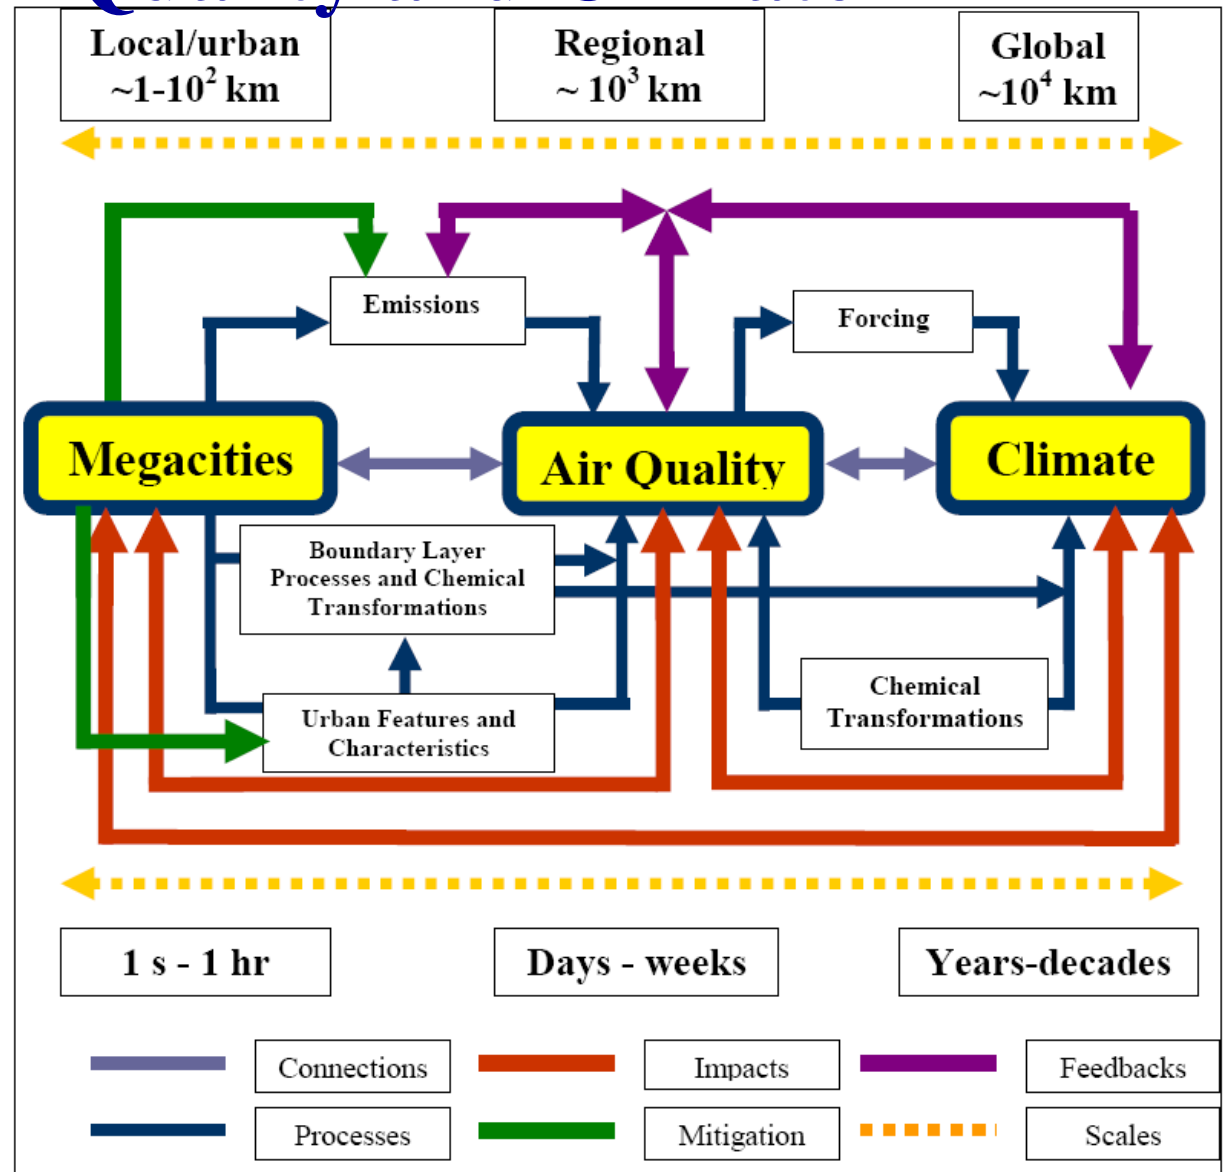 Local/urban
~1-10² km
Regional
~ 10³ km
Global
~10⁴ km
Emissions
Forcing
Megacities
Air Quality
Climate
Boundary Layer
Processes and Chemical
Transformations
Urban Features and
Characteristics
Chemical
Transformations
1 s - 1 hr
Days - weeks
Years-decades
Connections
Impacts
Feedbacks
Processes
Mitigation
Scales